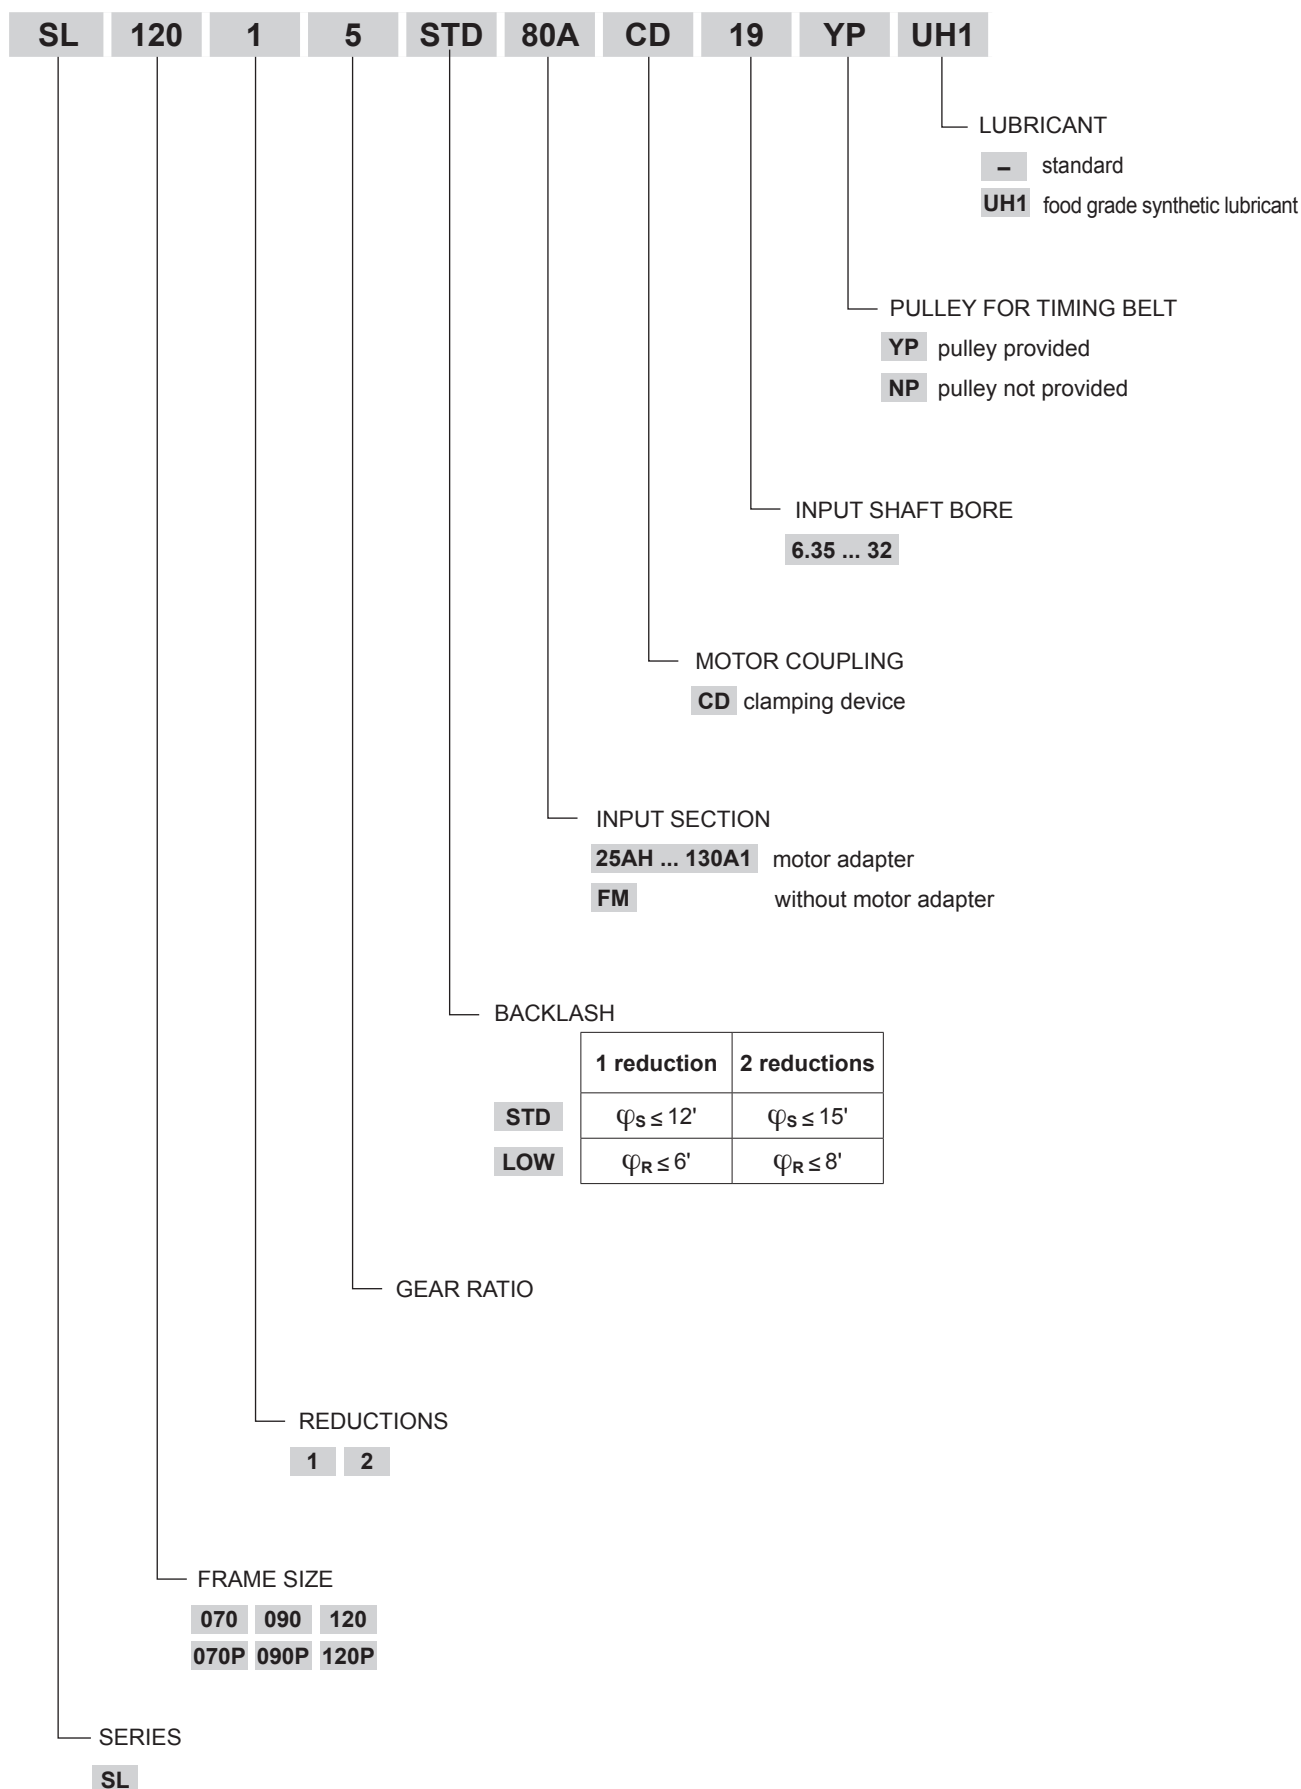 SL 120 1 5 STD 80A CD 19 YP UH1
LUBRICANT
– standard
UH1 food grade synthetic lubricant
PULLEY FOR TIMING BELT
YP pulley provided
NP pulley not provided
INPUT SHAFT BORE
6.35 ... 32
MOTOR COUPLING
CD clamping device
INPUT SECTION
25AH ... 130A1 motor adapter
FM without motor adapter
BACKLASH
1 reduction 2 reductions
STD φS ≤ 12' φS ≤ 15'
LOW φR ≤ 6' φR ≤ 8'
GEAR RATIO
REDUCTIONS
1 2
FRAME SIZE
070 090 120
070P 090P 120P
SERIES
SL